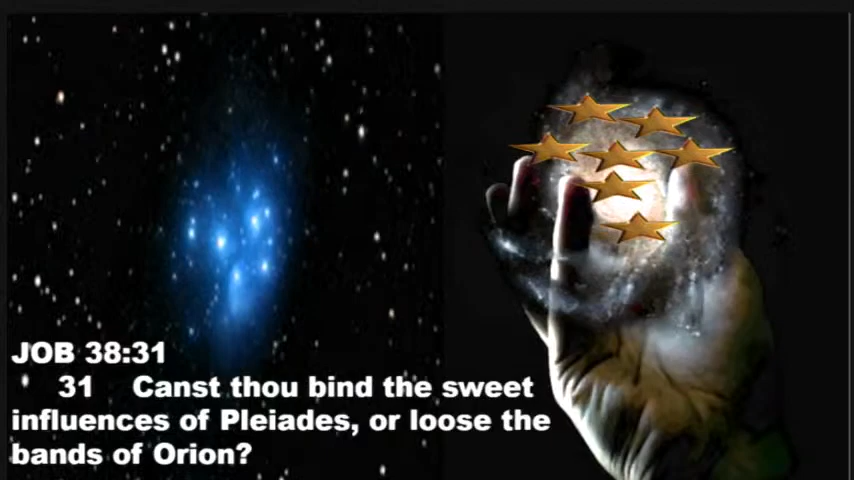 JOB 38:31
31 Canst thou bind the sweet
influences of Pleiades, or loose the
bands of Orion?